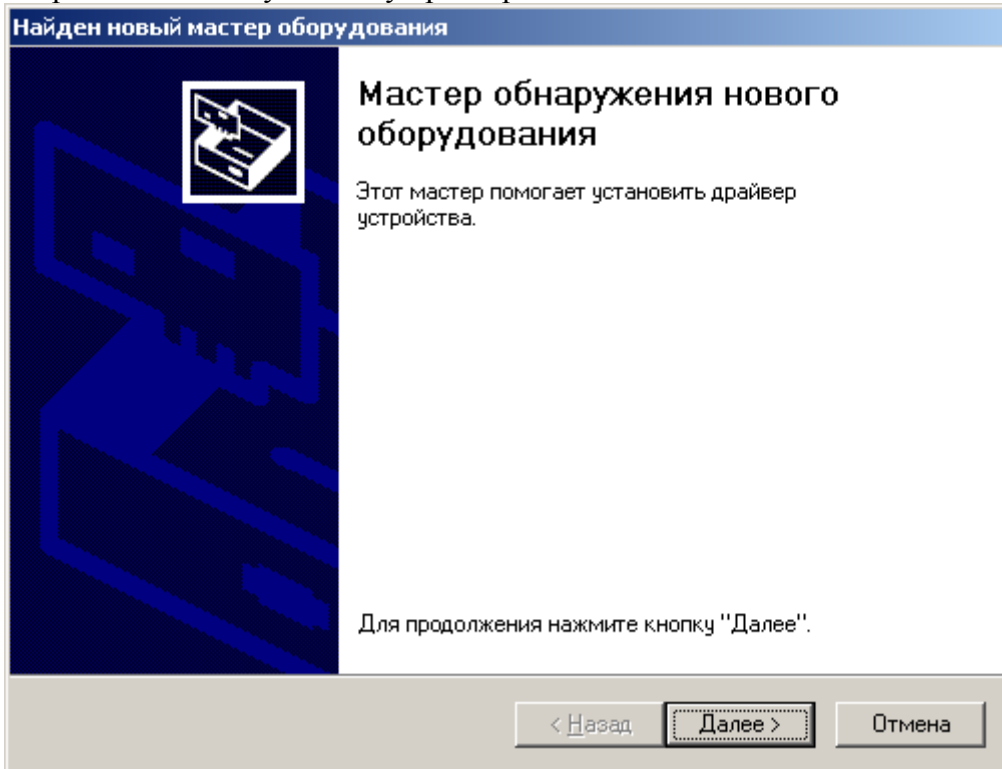 Найден новый мастер оборудования
Мастер обнаружения нового
оборудования
Этот мастер помогает установить драйвер
устройства.
Для продолжения нажмите кнопку "Далее".
< Назад
Далее >
Отмена